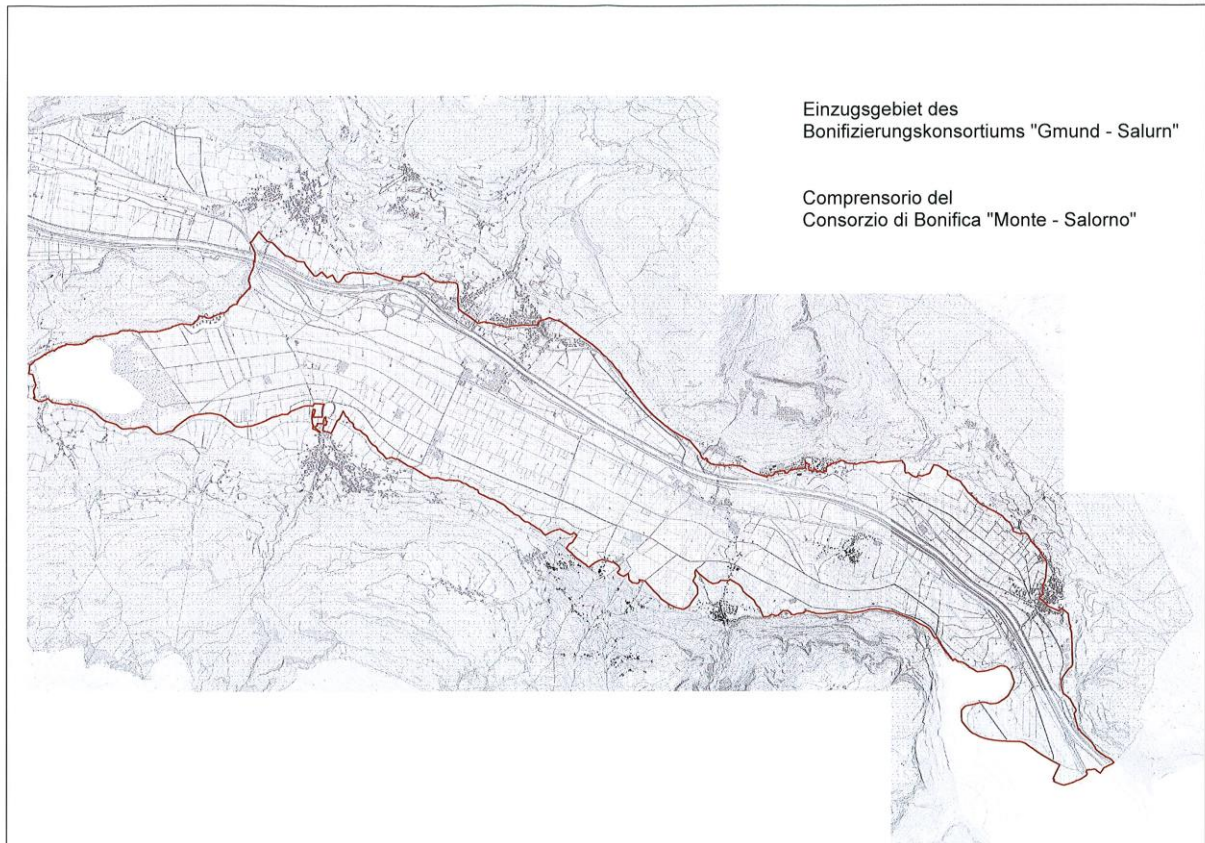 Einzugsgebiet des
Bonifizierungskonsortiums "Gmund - Salurn"
Comprensorio del
Consorzio di Bonifica "Monte - Salorno"